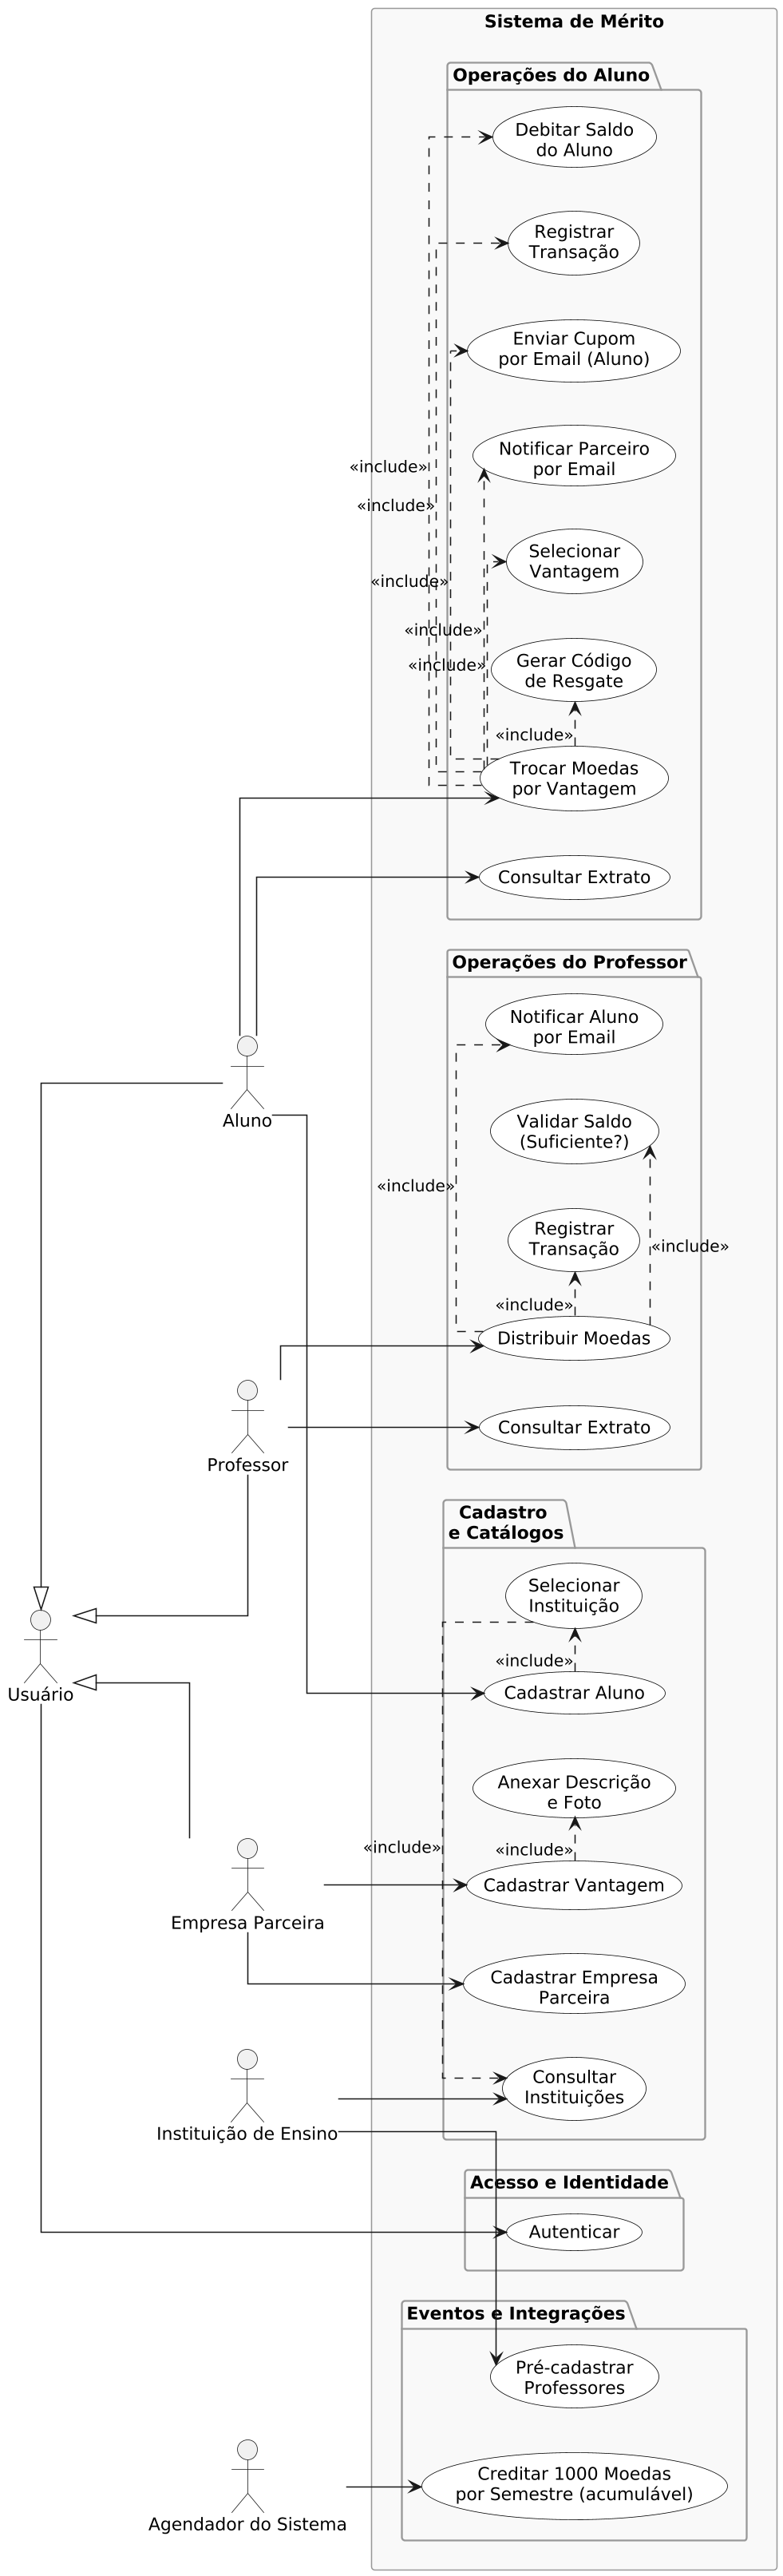 Sistema de Mérito
Operações do Aluno
Debitar Saldo
do Aluno
Registrar
Transação
Enviar Cupom
por Email (Aluno)
Notificar Parceiro
por Email
«include»
«include»
Selecionar
Vantagem
«include»
«include»
«include»
Gerar Código
de Resgate
«include»
Trocar Moedas
por Vantagem
Consultar Extrato
Operações do Professor
Notificar Aluno
por Email
Aluno
Validar Saldo
(Suficiente?)
«include»
Registrar
Transação
«include»
«include»
Distribuir Moedas
Consultar Extrato
Professor
Cadastro
e Catálogos
Selecionar
Instituição
«include»
Usuário
Cadastrar Aluno
Anexar Descrição
e Foto
«include»
«include»
Cadastrar Vantagem
Empresa Parceira
Cadastrar Empresa
Parceira
Consultar
Instituições
Instituição de Ensino
Acesso e Identidade
Autenticar
Eventos e Integrações
Pré-cadastrar
Professores
Creditar 1000 Moedas
por Semestre (acumulável)
Agendador do Sistema